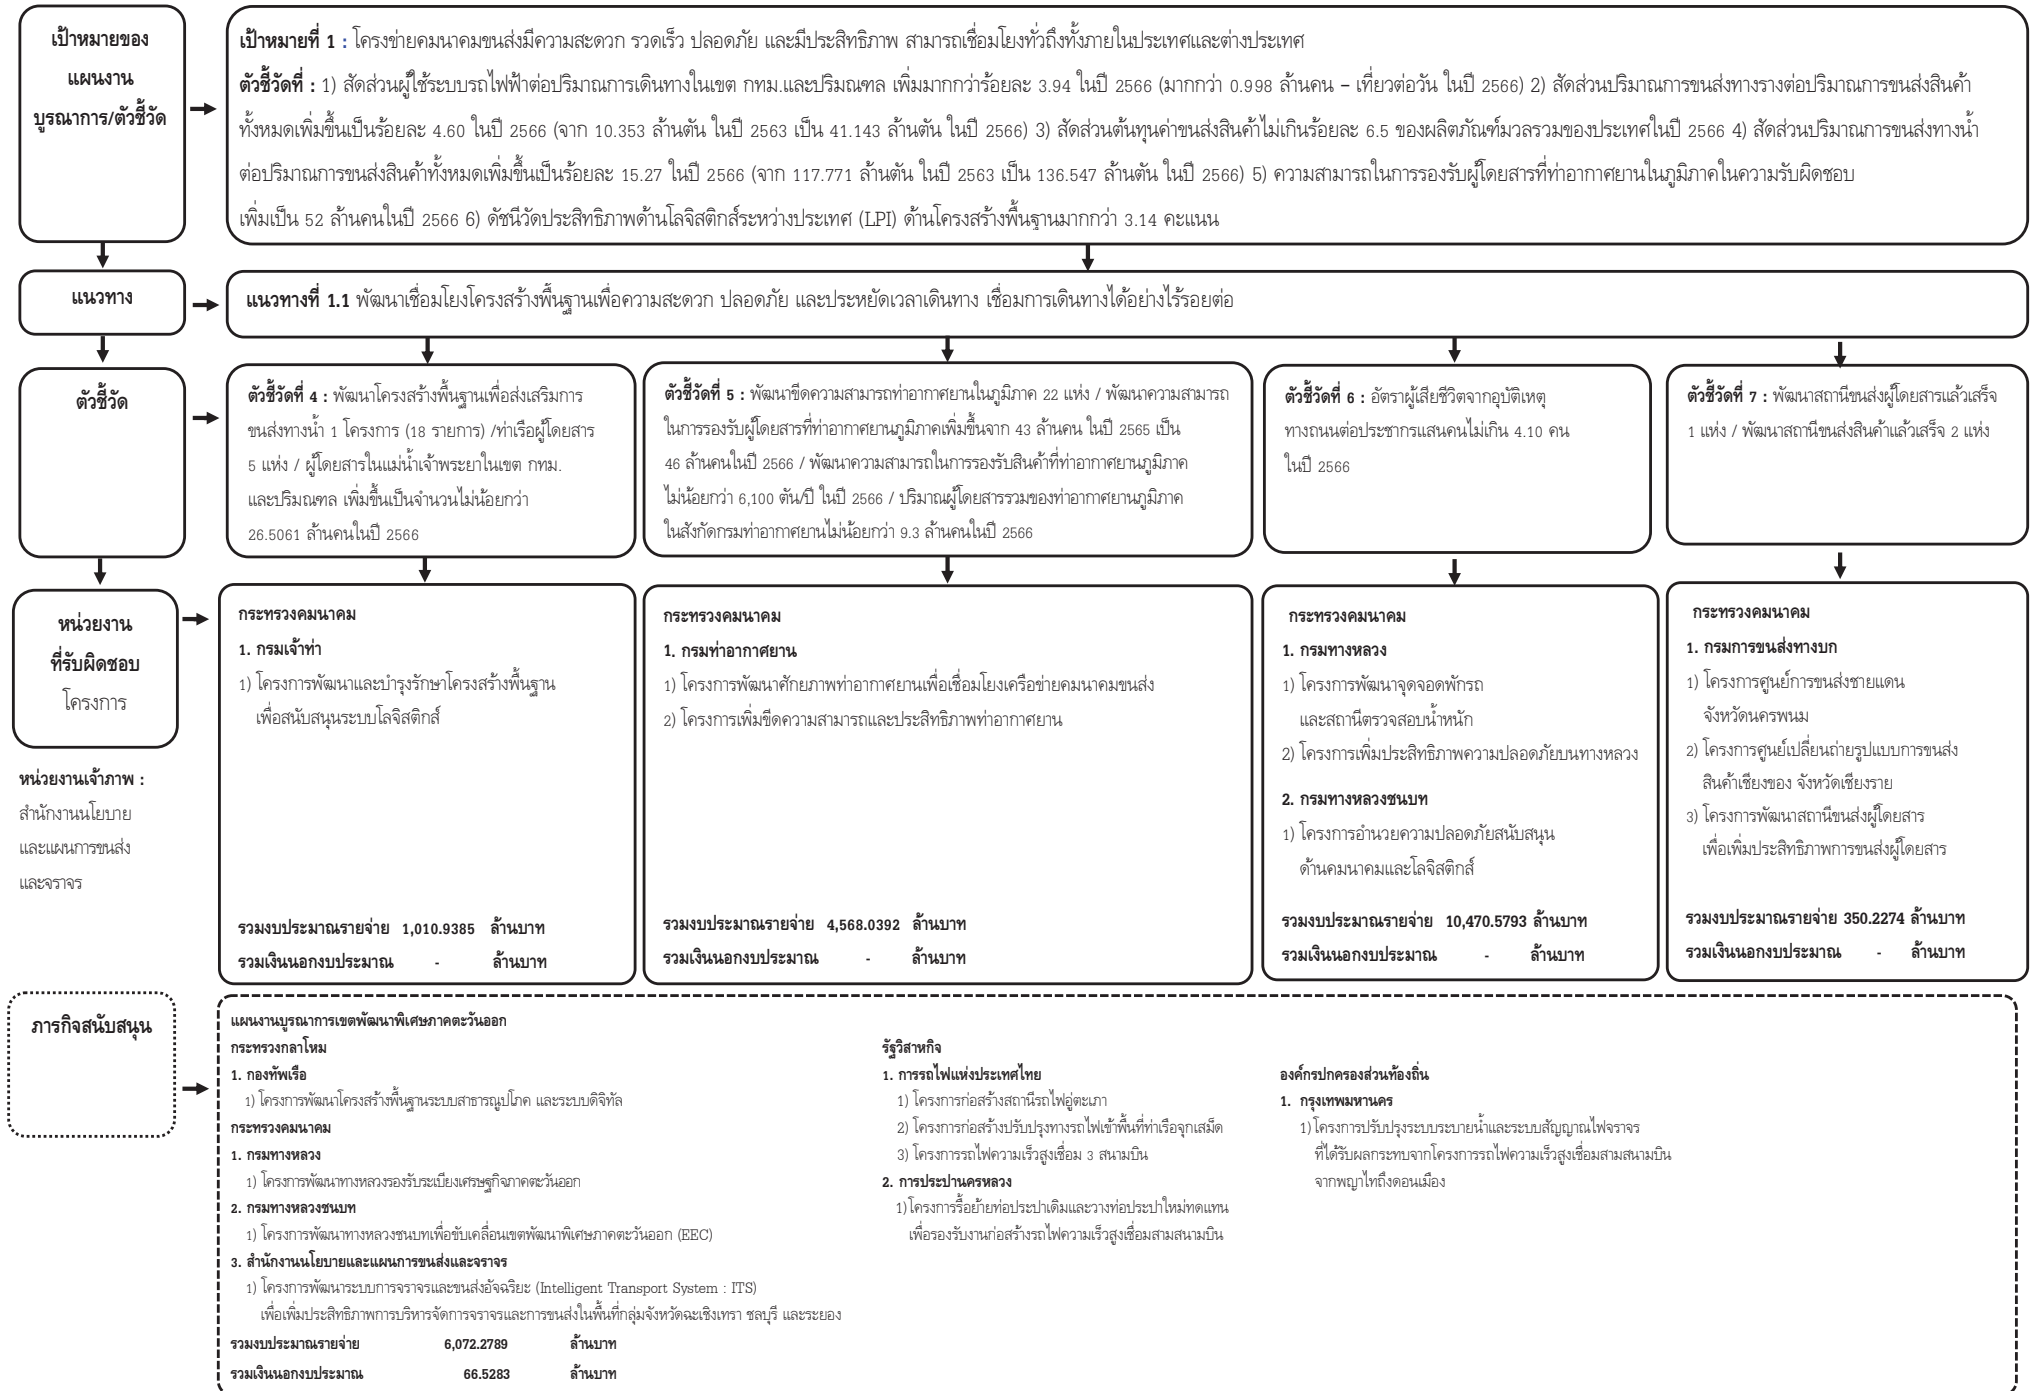 เป้าหมายของ
แผนงาน
บูรณาการ/ตัวชี้วัด
เป้าหมายที่ 1 : โครงข่ายคมนาคมขนส่งมีความสะดวก รวดเร็ว ปลอดภัย และมีประสิทธิภาพ สามารถเชื่อมโยงทั่วถึงทั้งภายในประเทศและต่างประเทศ
ตัวชี้วัดที่ : 1) สัดส่วนผู้ใช้ระบบรถไฟฟ้าต่อปริมาณการเดินทางในเขต กทม.และปริมณฑล เพิ่มมากกว่าร้อยละ 3.94 ในปี 2566 (มากกว่า 0.998 ล้านคน – เที่ยวต่อวัน ในปี 2566) 2) สัดส่วนปริมาณการขนส่งทางรางต่อปริมาณการขนส่งสินค้า
ทั้งหมดเพิ่มขึ้นเป็นร้อยละ 4.60 ในปี 2566 (จาก 10.353 ล้านตัน ในปี 2563 เป็น 41.143 ล้านตัน ในปี 2566) 3) สัดส่วนต้นทุนค่าขนส่งสินค้าไม่เกินร้อยละ 6.5 ของผลิตภัณฑ์มวลรวมของประเทศในปี 2566 4) สัดส่วนปริมาณการขนส่งทางน้ำ
ต่อปริมาณการขนส่งสินค้าทั้งหมดเพิ่มขึ้นเป็นร้อยละ 15.27 ในปี 2566 (จาก 117.771 ล้านตัน ในปี 2563 เป็น 136.547 ล้านตัน ในปี 2566) 5) ความสามารถในการรองรับผู้โดยสารที่ท่าอากาศยานในภูมิภาคในความรับผิดชอบ
เพิ่มเป็น 52 ล้านคนในปี 2566 6) ดัชนีวัดประสิทธิภาพด้านโลจิสติกส์ระหว่างประเทศ (LPI) ด้านโครงสร้างพื้นฐานมากกว่า 3.14 คะแนน
แนวทาง
แนวทางที่ 1.1 พัฒนาเชื่อมโยงโครงสร้างพื้นฐานเพื่อความสะดวก ปลอดภัย และประหยัดเวลาเดินทาง เชื่อมการเดินทางได้อย่างไร้รอยต่อ
ตัวชี้วัด
ตัวชี้วัดที่ 4 : พัฒนาโครงสร้างพื้นฐานเพื่อส่งเสริมการ
ขนส่งทางน้ำ 1 โครงการ (18 รายการ) /ท่าเรือผู้โดยสาร
5 แห่ง / ผู้โดยสารในแม่น้ำเจ้าพระยาในเขต กทม.
และปริมณฑล เพิ่มขึ้นเป็นจำนวนไม่น้อยกว่า
26.5061 ล้านคนในปี 2566
ตัวชี้วัดที่ 5 : พัฒนาขีดความสามารถท่าอากาศยานในภูมิภาค 22 แห่ง / พัฒนาความสามารถ
ในการรองรับผู้โดยสารที่ท่าอากาศยานภูมิภาคเพิ่มขึ้นจาก 43 ล้านคน ในปี 2565 เป็น
46 ล้านคนในปี 2566 / พัฒนาความสามารถในการรองรับสินค้าที่ท่าอากาศยานภูมิภาค
ไม่น้อยกว่า 6,100 ตัน/ปี ในปี 2566 / ปริมาณผู้โดยสารรวมของท่าอากาศยานภูมิภาค
ในสังกัดกรมท่าอากาศยานไม่น้อยกว่า 9.3 ล้านคนในปี 2566
ตัวชี้วัดที่ 6 : อัตราผู้เสียชีวิตจากอุบัติเหตุ
ทางถนนต่อประชากรแสนคนไม่เกิน 4.10 คน
ในปี 2566
ตัวชี้วัดที่ 7 : พัฒนาสถานีขนส่งผู้โดยสารแล้วเสร็จ
1 แห่ง / พัฒนาสถานีขนส่งสินค้าแล้วเสร็จ 2 แห่ง
หน่วยงาน
ที่รับผิดชอบ
โครงการ
หน่วยงานเจ้าภาพ :
สำนักงานนโยบาย
และแผนการขนส่ง
และจราจร
กระทรวงคมนาคม
1. กรมเจ้าท่า
1) โครงการพัฒนาและบำรุงรักษาโครงสร้างพื้นฐาน
เพื่อสนับสนุนระบบโลจิสติกส์
รวมงบประมาณรายจ่าย 1,010.9385 ล้านบาท
รวมเงินนอกงบประมาณ - ล้านบาท
กระทรวงคมนาคม
1. กรมท่าอากาศยาน
1) โครงการพัฒนาศักยภาพท่าอากาศยานเพื่อเชื่อมโยงเครือข่ายคมนาคมขนส่ง
2) โครงการเพิ่มขีดความสามารถและประสิทธิภาพท่าอากาศยาน
รวมงบประมาณรายจ่าย 4,568.0392 ล้านบาท
รวมเงินนอกงบประมาณ - ล้านบาท
กระทรวงคมนาคม
1. กรมทางหลวง
1) โครงการพัฒนาจุดจอดพักรถ
และสถานีตรวจสอบน้ำหนัก
2) โครงการเพิ่มประสิทธิภาพความปลอดภัยบนทางหลวง
2. กรมทางหลวงชนบท
1) โครงการอำนวยความปลอดภัยสนับสนุน
ด้านคมนาคมและโลจิสติกส์
รวมงบประมาณรายจ่าย 10,470.5793 ล้านบาท
รวมเงินนอกงบประมาณ - ล้านบาท
กระทรวงคมนาคม
1. กรมการขนส่งทางบก
1) โครงการศูนย์การขนส่งชายแดน
จังหวัดนครพนม
2) โครงการศูนย์เปลี่ยนถ่ายรูปแบบการขนส่ง
สินค้าเชียงของ จังหวัดเชียงราย
3) โครงการพัฒนาสถานีขนส่งผู้โดยสาร
เพื่อเพิ่มประสิทธิภาพการขนส่งผู้โดยสาร
รวมงบประมาณรายจ่าย 350.2274 ล้านบาท
รวมเงินนอกงบประมาณ - ล้านบาท
ภารกิจสนับสนุน
แผนงานบูรณาการเขตพัฒนาพิเศษภาคตะวันออก
กระทรวงกลาโหม
1. กองทัพเรือ
1) โครงการพัฒนาโครงสร้างพื้นฐานระบบสาธารณูปโภค และระบบดิจิทัล
กระทรวงคมนาคม
1. กรมทางหลวง
1) โครงการพัฒนาทางหลวงรองรับระเบียงเศรษฐกิจภาคตะวันออก
2. กรมทางหลวงชนบท
1) โครงการพัฒนาทางหลวงชนบทเพื่อขับเคลื่อนเขตพัฒนาพิเศษภาคตะวันออก (EEC)
3. สำนักงานนโยบายและแผนการขนส่งและจราจร
1) โครงการพัฒนาระบบการจราจรและขนส่งอัจฉริยะ (Intelligent Transport System : ITS)
เพื่อเพิ่มประสิทธิภาพการบริหารจัดการจราจรและการขนส่งในพื้นที่กลุ่มจังหวัดฉะเชิงเทรา ชลบุรี และระยอง
รวมงบประมาณรายจ่าย 6,072.2789 ล้านบาท
รวมเงินนอกงบประมาณ 66.5283 ล้านบาท
รัฐวิสาหกิจ
1. การรถไฟแห่งประเทศไทย
1) โครงการก่อสร้างสถานีรถไฟอู่ตะเภา
2) โครงการก่อสร้างปรับปรุงทางรถไฟเข้าพื้นที่ท่าเรือจุกเสม็ด
3) โครงการรถไฟความเร็วสูงเชื่อม 3 สนามบิน
2. การประปานครหลวง
1)โครงการรื้อย้ายท่อประปาเดิมและวางท่อประปาใหม่ทดแทน
เพื่อรองรับงานก่อสร้างรถไฟความเร็วสูงเชื่อมสามสนามบิน
องค์กรปกครองส่วนท้องถิ่น
1. กรุงเทพมหานคร
1)โครงการปรับปรุงระบบระบายน้ำและระบบสัญญาณไฟจราจร
ที่ได้รับผลกระทบจากโครงการรถไฟความเร็วสูงเชื่อมสามสนามบิน
จากพญาไทถึงดอนเมือง